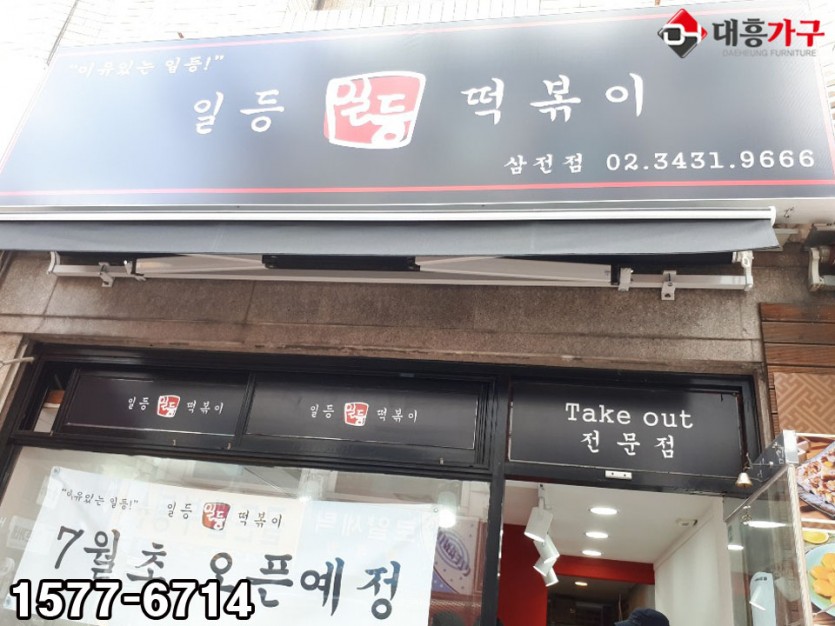 대흥가구
DAEHEUNG FURNITURE
"이유있는 일등!"
일등 일등 떡볶이
삼전점 02.3431.9666
일등 일등 떡볶이
일등 일등 떡볶이
Take out
전문점
"이유있는 일등!" 일등 일등 떡볶이
7월초 오픈예정
1577-6714